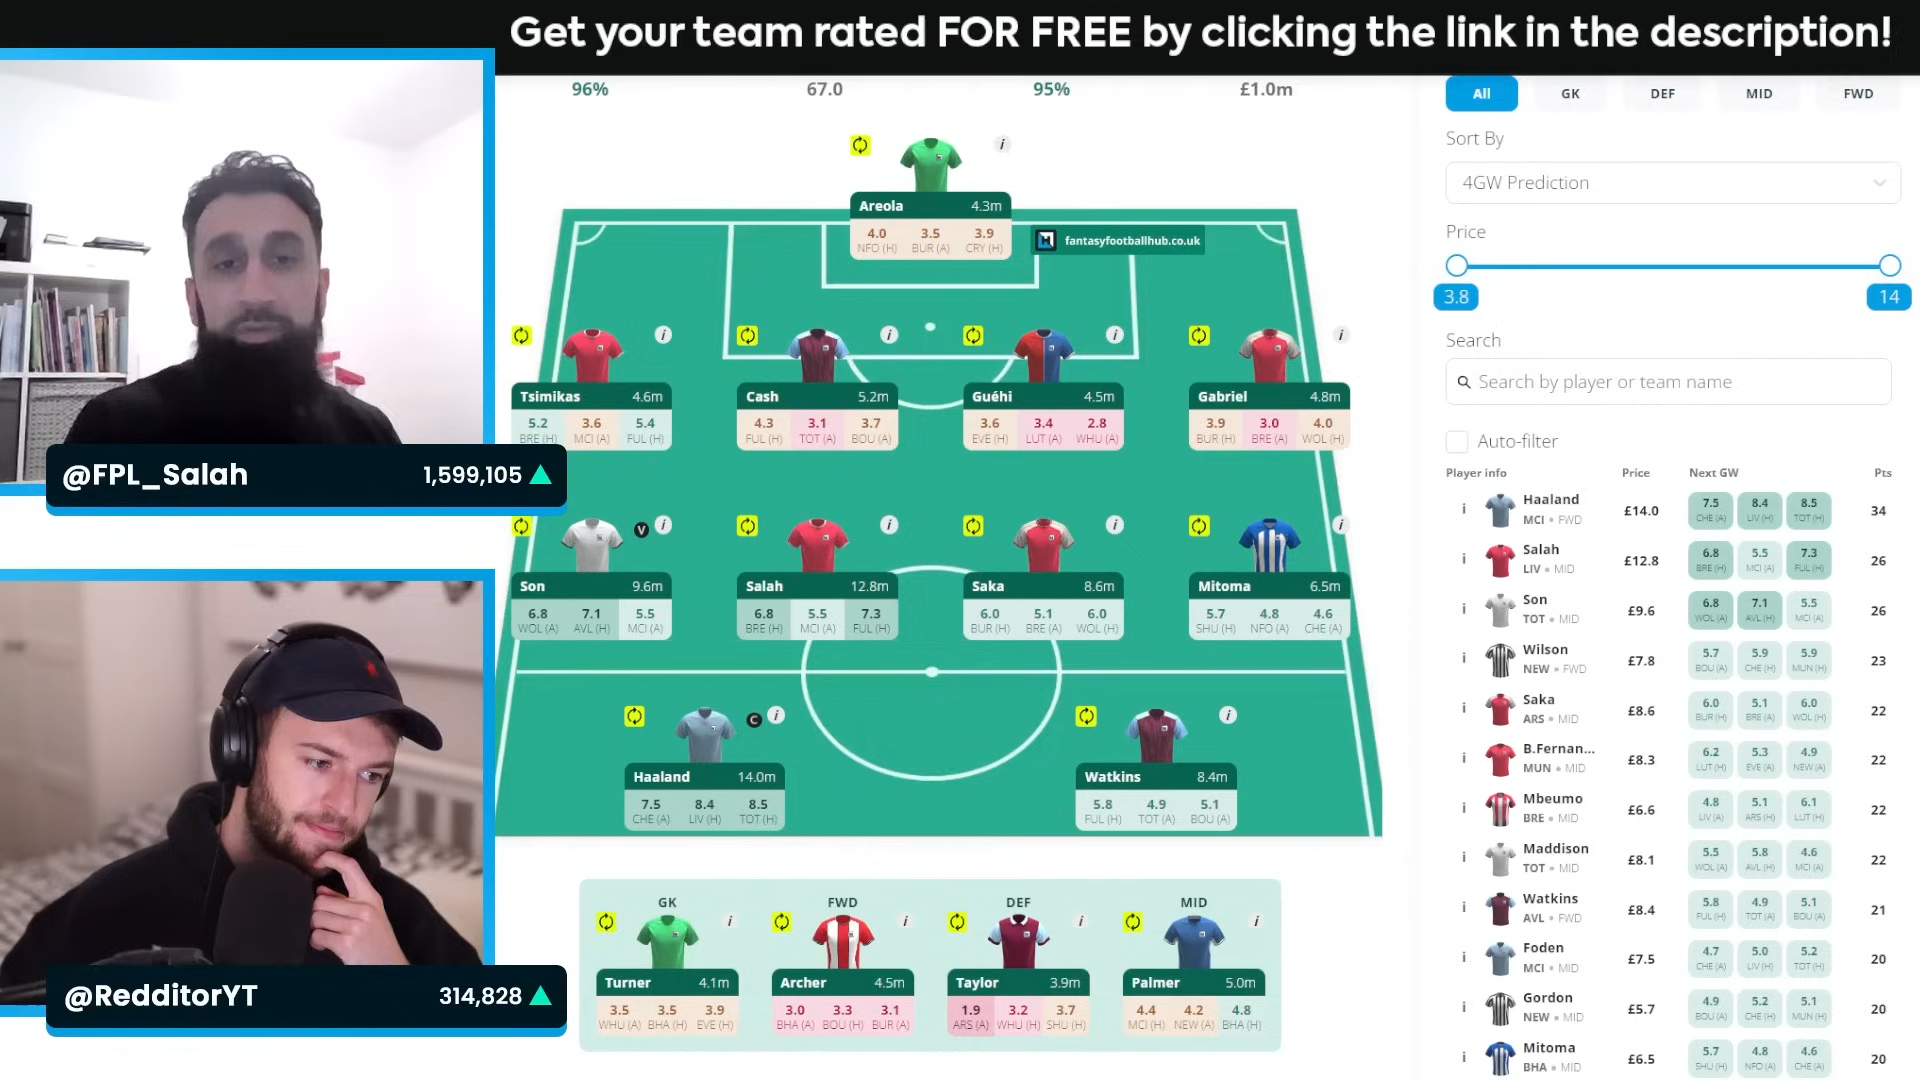 Get your team rated FOR FREE by clicking the link in the description!
96% 67.0 95% £1.0m
Areola 4.3m
4.0 3.5 3.9
NFO (H) BUR (A) CRY (H)
fantasyfootballhub.co.uk
Tsimikas 4.6m
5.2 3.6 5.4
BRE (H) MCI (A) FUL (H)
Cash 5.2m
4.3 3.1 3.7
FUL (H) TOT (A) BOU (A)
Guéhi 4.5m
3.6 3.4 2.8
EVE (H) LUT (A) WHU (A)
Gabriel 4.8m
3.9 3.0 4.0
BUR (H) BRE (A) WOL (H)
@FPL_Salah 1,599,105
V
Son 9.6m
6.8 7.1 5.5
WOL (A) AVL (H) MCI (A)
Salah 12.8m
6.8 5.5 7.3
BRE (H) MCI (A) FUL (H)
Saka 8.6m
6.0 5.1 6.0
BUR (H) BRE (A) WOL (H)
Mitoma 6.5m
5.7 4.8 4.6
SHU (H) NFO (A) CHE (A)
C
Haaland 14.0m
7.5 8.4 8.5
CHE (A) LIV (H) TOT (H)
Watkins 8.4m
5.8 4.9 5.1
FUL (H) TOT (A) BOU (A)
GK
Turner 4.1m
3.5 3.5 3.9
WHU (A) BHA (H) EVE (H)
FWD
Archer 4.5m
3.0 3.3 3.1
BHA (A) BOU (H) BUR (A)
DEF
Taylor 3.9m
1.9 3.2 3.7
ARS (A) WHU (H) SHU (H)
MID
Palmer 5.0m
4.4 4.2 4.8
MCI (H) NEW (A) BHA (H)
@RedditorYT 314,828
All GK DEF MID FWD
Sort By
4GW Prediction
Price
3.8 14
Search
Search by player or team name
Auto-filter
Player info Price Next GW Pts
Haaland
MCI • FWD £14.0 7.5 8.4 8.5 34
CHE (A) LIV (H) TOT (H)
Salah
LIV • MID £12.8 6.8 5.5 7.3 26
BRE (H) MCI (A) FUL (H)
Son
TOT • MID £9.6 6.8 7.1 5.5 26
WOL (A) AVL (H) MCI (A)
Wilson
NEW • FWD £7.8 5.7 5.9 5.9 23
BOU (A) CHE (H) MUN (H)
Saka
ARS • MID £8.6 6.0 5.1 6.0 22
BUR (H) BRE (A) WOL (H)
B.Fernan...
MUN • MID £8.3 6.2 5.3 4.9 22
LUT (H) EVE (A) NEW (A)
Mbeumo
BRE • MID £6.6 4.8 5.1 6.1 22
LIV (A) ARS (H) LUT (H)
Maddison
TOT • MID £8.1 5.5 5.8 4.6 22
WOL (A) AVL (H) MCI (A)
Watkins
AVL • FWD £8.4 5.8 4.9 5.1 21
FUL (H) TOT (A) BOU (A)
Foden
MCI • MID £7.5 4.7 5.0 5.2 20
CHE (A) LIV (H) TOT (H)
Gordon
NEW • MID £5.7 4.9 5.2 5.1 20
BOU (A) CHE (H) MUN (H)
Mitoma
BHA • MID £6.5 5.7 4.8 4.6 20
SHU (H) NFO (A) CHE (A)